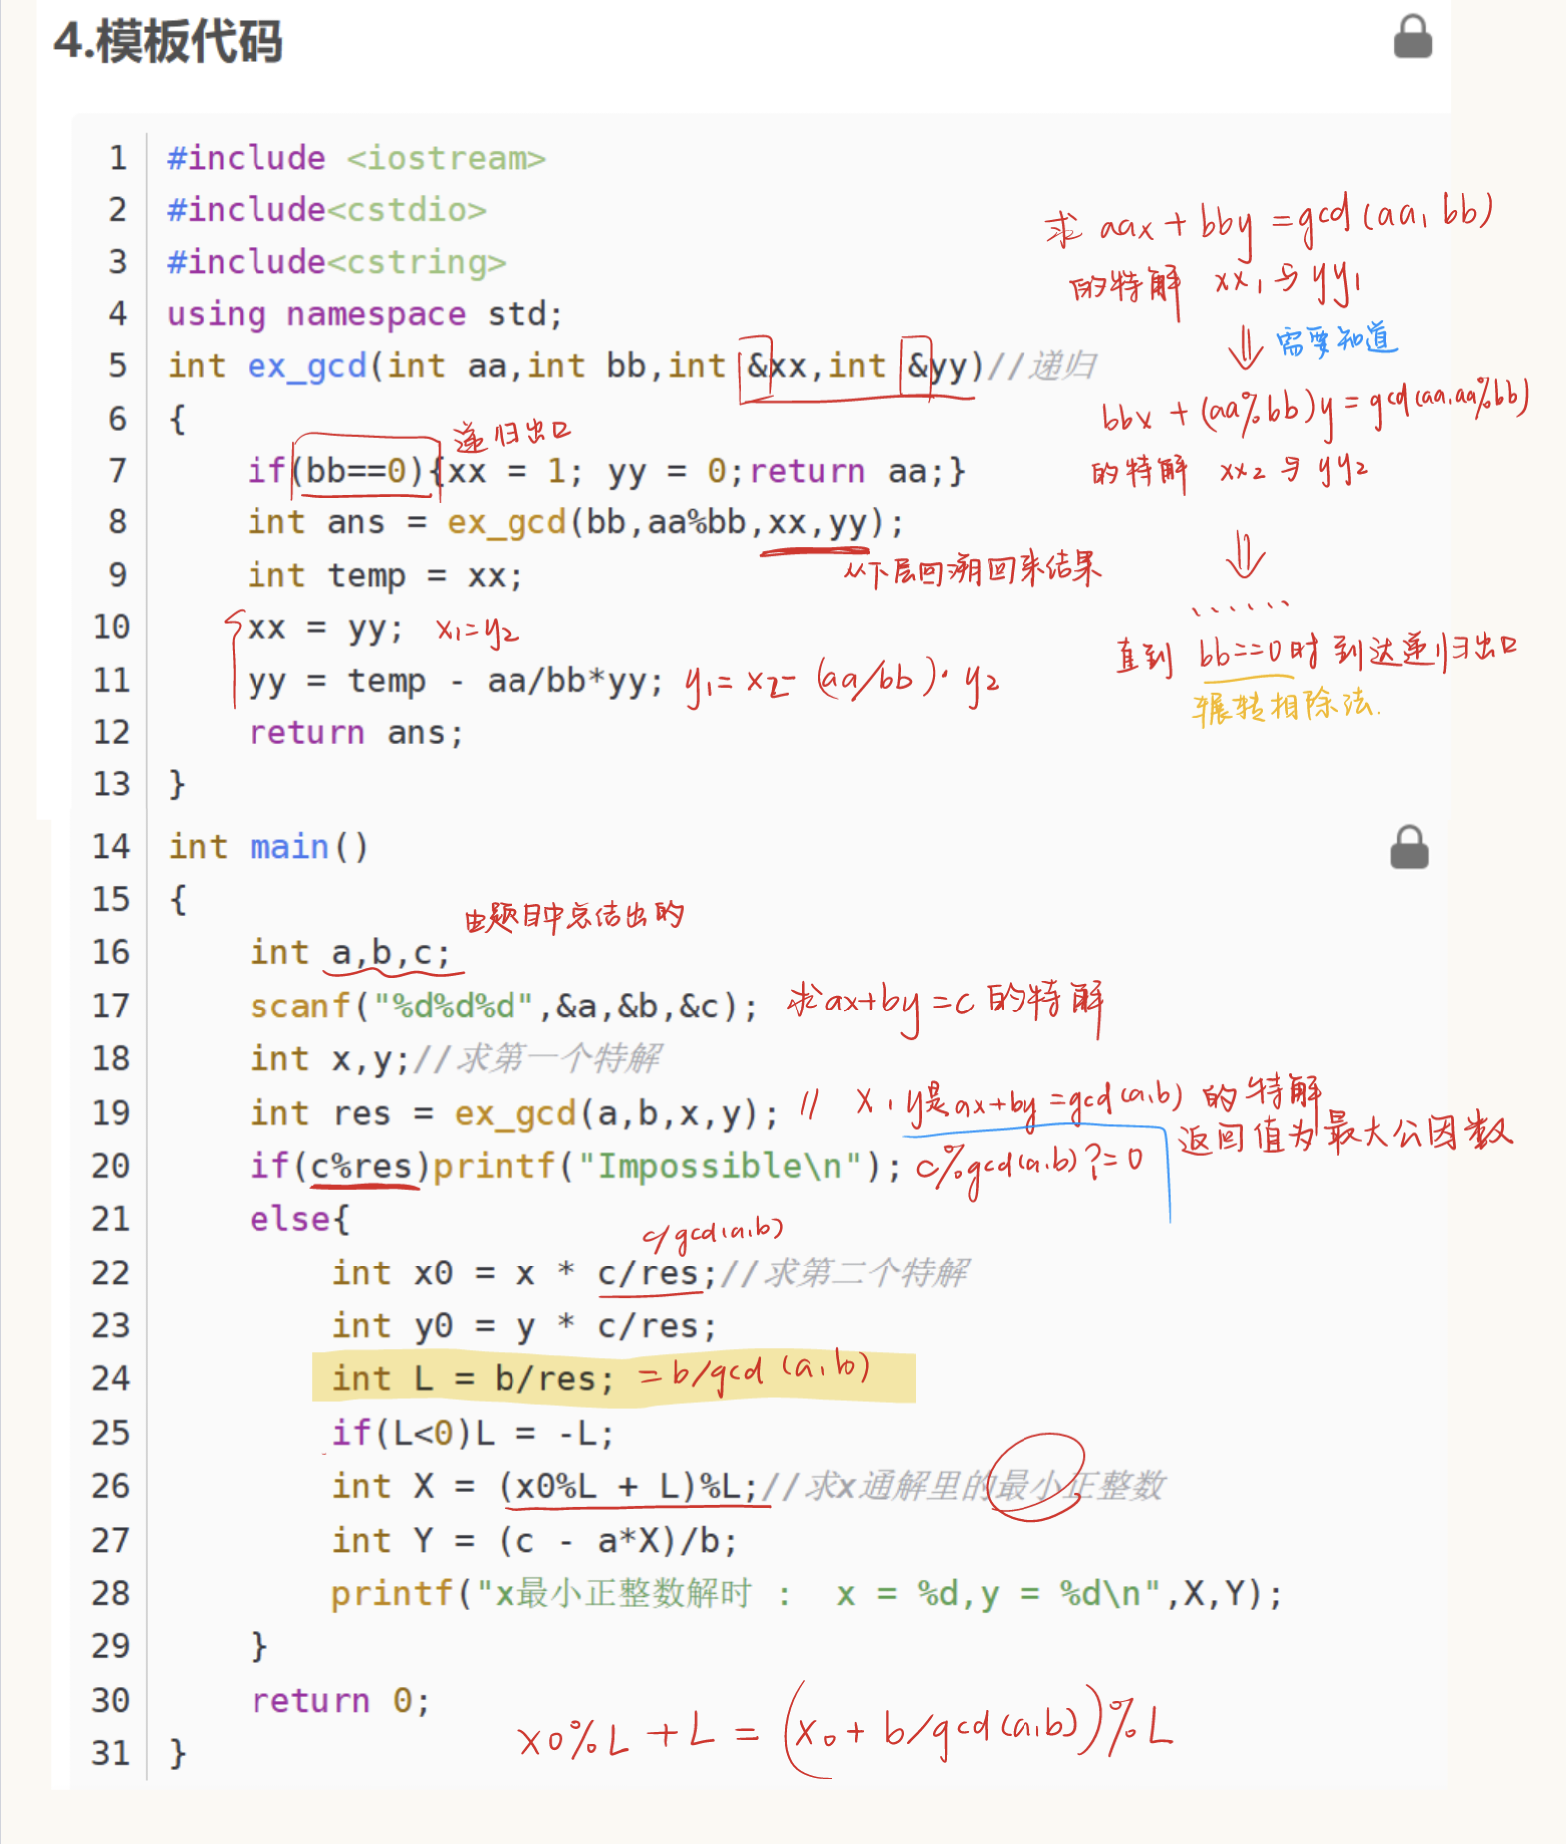 4.模板代码
1 #include <iostream>
2 #include<cstdio>
3 #include<cstring>
求 aax + bby = gcd(aa, bb)
的特解 xx₁ 与 yy₁
4 using namespace std;
⇓ 需要知道
5 int ex_gcd(int aa,int bb,int &xx,int &yy)//递归
bbx + (aa%bb)y = gcd(aa,aa%bb)
6 {
递归出口
7 if(bb==0){xx = 1; yy = 0;return aa;}
的特解 xx₂ 与 yy₂
8 int ans = ex_gcd(bb,aa%bb,xx,yy);
⇓
从下层回溯回来结果
9 int temp = xx;
......
10 xx = yy; x₁=y₂
直到 bb==0时到达递归出口
11 yy = temp - aa/bb*yy; y₁= x₂- (aa/bb)·y₂
辗转相除法.
12 return ans;
13 }
14 int main()
15 {
由题目中总结出的
16 int a,b,c;
17 scanf("%d%d%d",&a,&b,&c); 求ax+by=c的特解
18 int x,y;//求第一个特解
19 int res = ex_gcd(a,b,x,y); // x,y是ax+by=gcd(a,b)的特解
返回值为最大公因数
20 if(c%res)printf("Impossible\n"); c%gcd(a,b)?=0
21 else{
c/gcd(a,b)
22 int x0 = x * c/res;//求第二个特解
23 int y0 = y * c/res;
24 int L = b/res; = b/gcd(a,b)
25 if(L<0)L = -L;
26 int X = (x0%L + L)%L;//求x通解里的最小正整数
27 int Y = (c - a*X)/b;
28 printf("x最小正整数解时 : x = %d,y = %d\n",X,Y);
29 }
30 return 0;
x0%L + L = (x₀ + b/gcd(a,b))%L
31 }